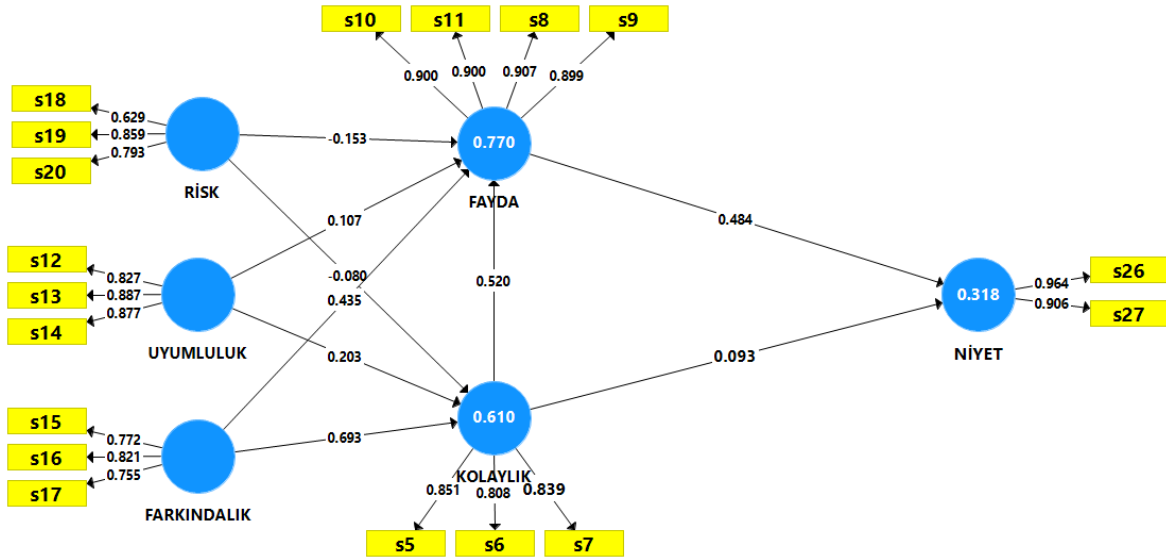 s10
s11
s8
s9
0.900
0.900
0.907
0.899
s18
s19
s20
0.629
0.859
0.793
RİSK
-0.153
0.770
FAYDA
0.107
-0.080
0.435
0.520
0.484
s12
s13
s14
0.827
0.887
0.877
UYUMLULUK
0.203
s26
s27
0.964
0.906
0.318
NİYET
0.093
s15
s16
s17
0.772
0.821
0.755
FARKINDALIK
0.693
0.610
KOLAYLIK
0.851
0.808
0.839
s5
s6
s7